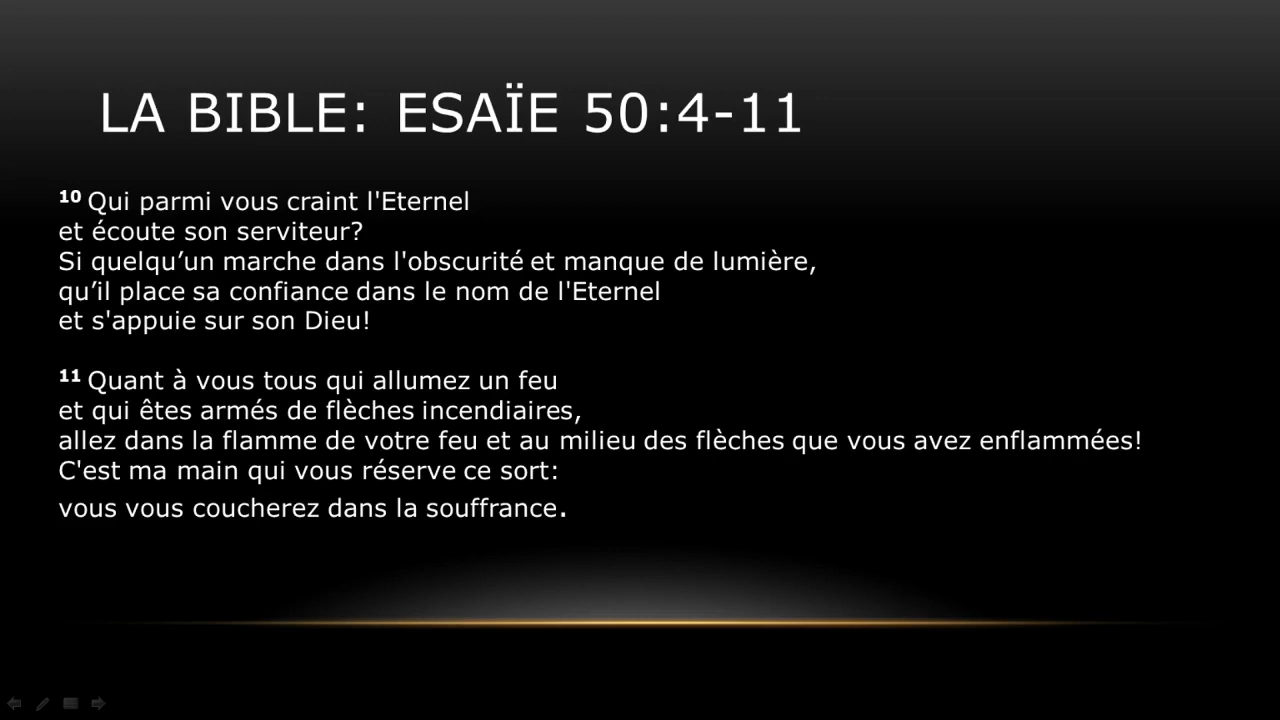 LA BIBLE: ESAÏE 50:4-11
10 Qui parmi vous craint l'Eternel
et écoute son serviteur?
Si quelqu’un marche dans l'obscurité et manque de lumière,
qu’il place sa confiance dans le nom de l'Eternel
et s'appuie sur son Dieu!
11 Quant à vous tous qui allumez un feu
et qui êtes armés de flèches incendiaires,
allez dans la flamme de votre feu et au milieu des flèches que vous avez enflammées!
C'est ma main qui vous réserve ce sort:
vous vous coucherez dans la souffrance.